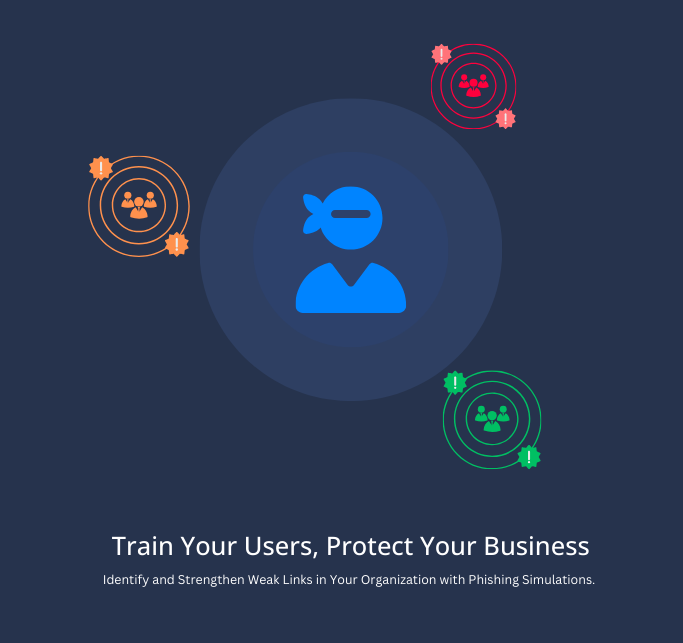 Train Your Users, Protect Your Business
Identify and Strengthen Weak Links in Your Organization with Phishing Simulations.